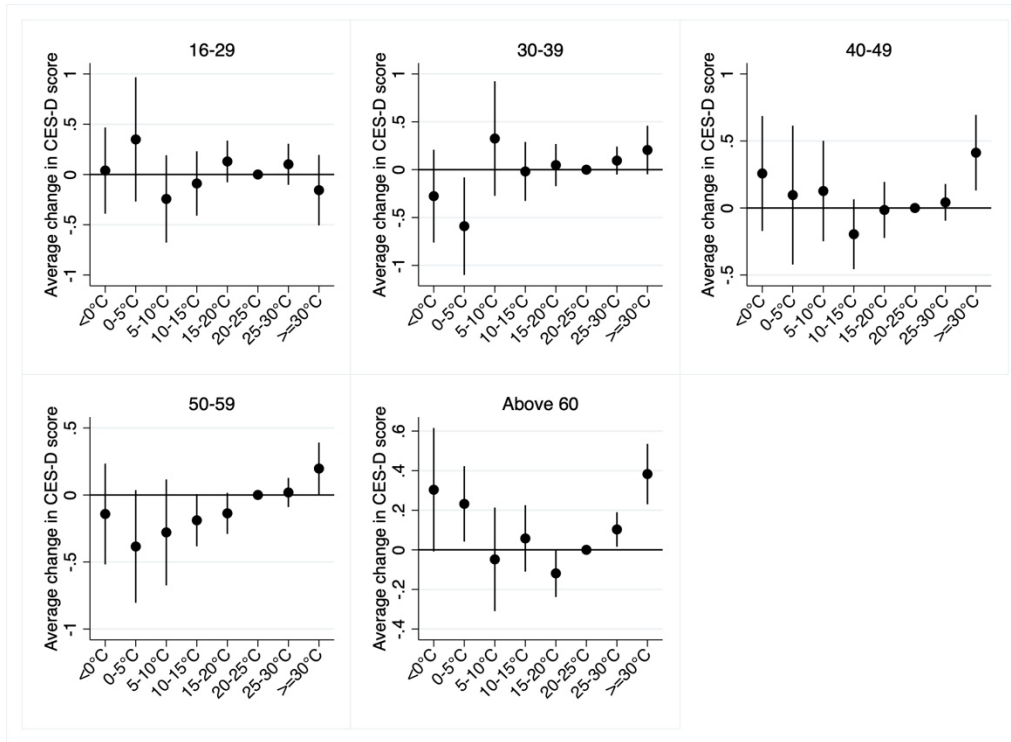 16-29
Average change in CES-D score
1
.5
0
-.5
-1
<0°C
0-5°C
5-10°C
10-15°C
15-20°C
20-25°C
25-30°C
>=30°C
30-39
Average change in CES-D score
1
.5
0
-.5
-1
<0°C
0-5°C
5-10°C
10-15°C
15-20°C
20-25°C
25-30°C
>=30°C
40-49
Average change in CES-D score
1
.5
0
-.5
<0°C
0-5°C
5-10°C
10-15°C
15-20°C
20-25°C
25-30°C
>=30°C
50-59
Average change in CES-D score
.5
0
-.5
-1
<0°C
0-5°C
5-10°C
10-15°C
15-20°C
20-25°C
25-30°C
>=30°C
Above 60
Average change in CES-D score
.6
.4
.2
0
-.2
-.4
<0°C
0-5°C
5-10°C
10-15°C
15-20°C
20-25°C
25-30°C
>=30°C